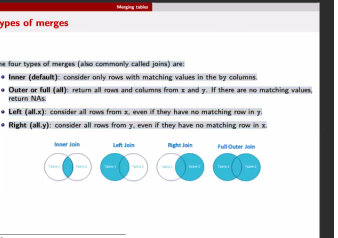 Merging tables
ypes of merges
he four types of merges (also commonly called joins) are:
Inner (default): consider only rows with matching values in the by columns.
Outer or full (all): return all rows and columns from x and y. If there are no matching values,
return NAs.
Left (all.x): consider all rows from x, even if they have no matching row in y.
Right (all.y): consider all rows from y, even if they have no matching row in x.
Inner Join Left Join Right Join Full Outer Join